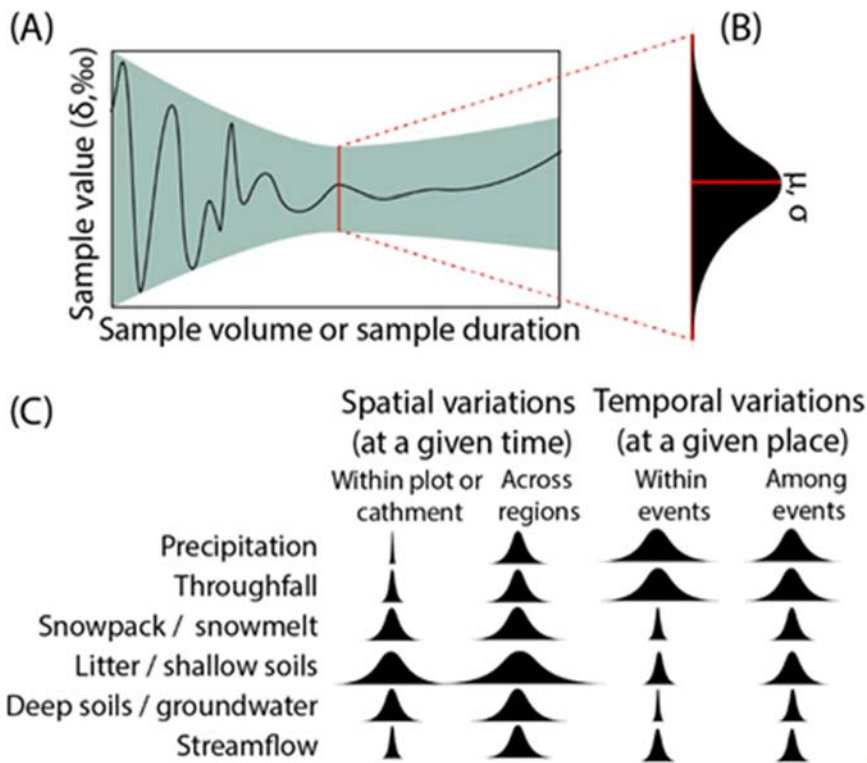 (A)
(B)
Sample value (δ,‰)
μ, σ
Sample volume or sample duration
(C)
Spatial variations
(at a given time)
Temporal variations
(at a given place)
Within plot or
cathment
Across
regions
Within
events
Among
events
Precipitation
Throughfall
Snowpack / snowmelt
Litter / shallow soils
Deep soils / groundwater
Streamflow